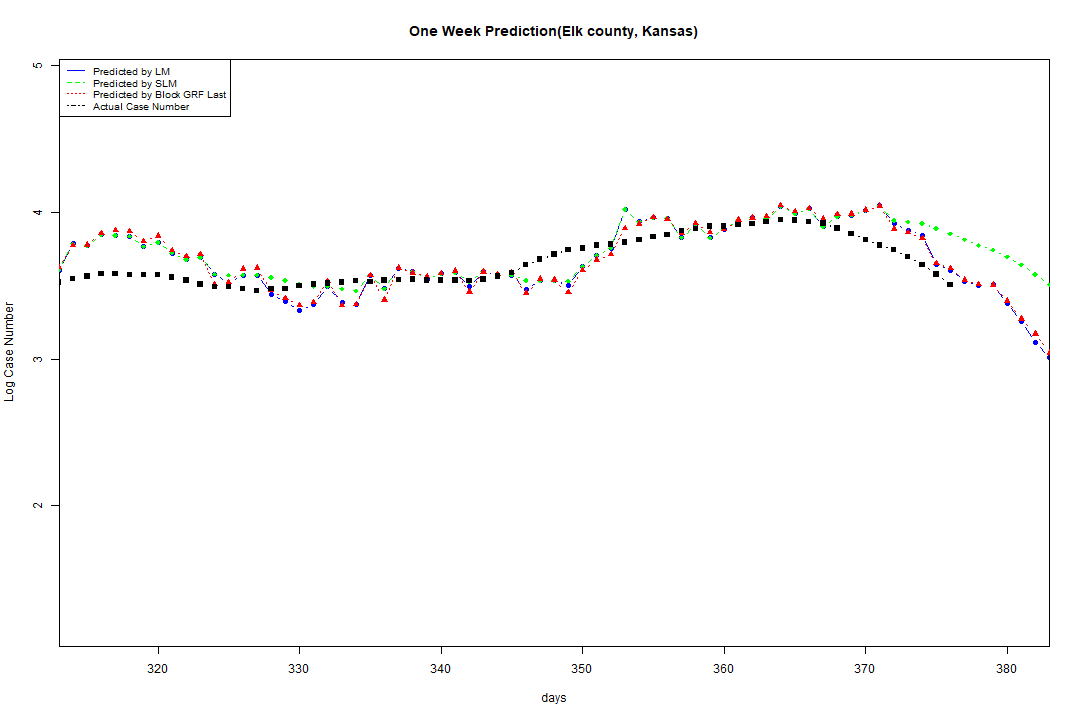 One Week Prediction(Elk county, Kansas)
Predicted by LM
Predicted by SLM
Predicted by Block GRF Last
Actual Case Number
5
4
3
2
Log Case Number
320 330 340 350 360 370 380
days